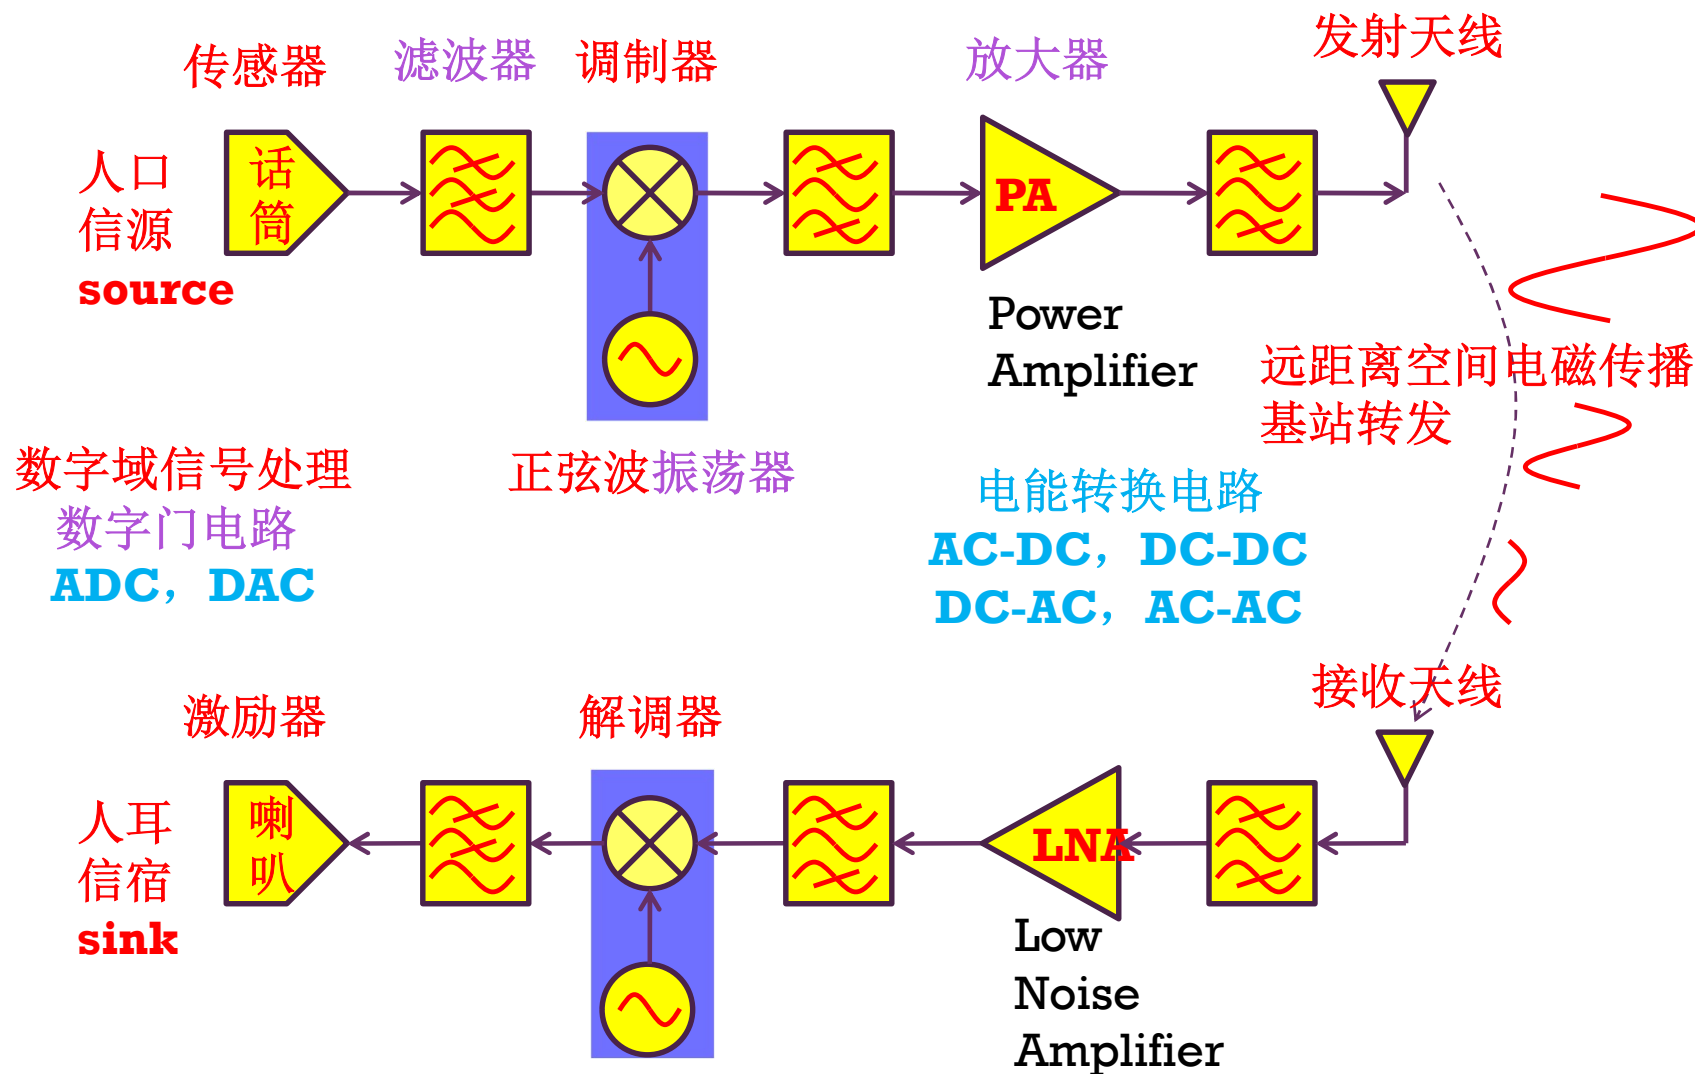 传感器
滤波器
调制器
放大器
发射天线
人口
信源
source
话
筒
PA
Power
Amplifier
远距离空间电磁传播
基站转发
数字域信号处理
数字门电路
ADC，DAC
正弦波振荡器
电能转换电路
AC-DC，DC-DC
DC-AC，AC-AC
激励器
解调器
接收天线
人耳
信宿
sink
喇
叭
LNA
Low
Noise
Amplifier